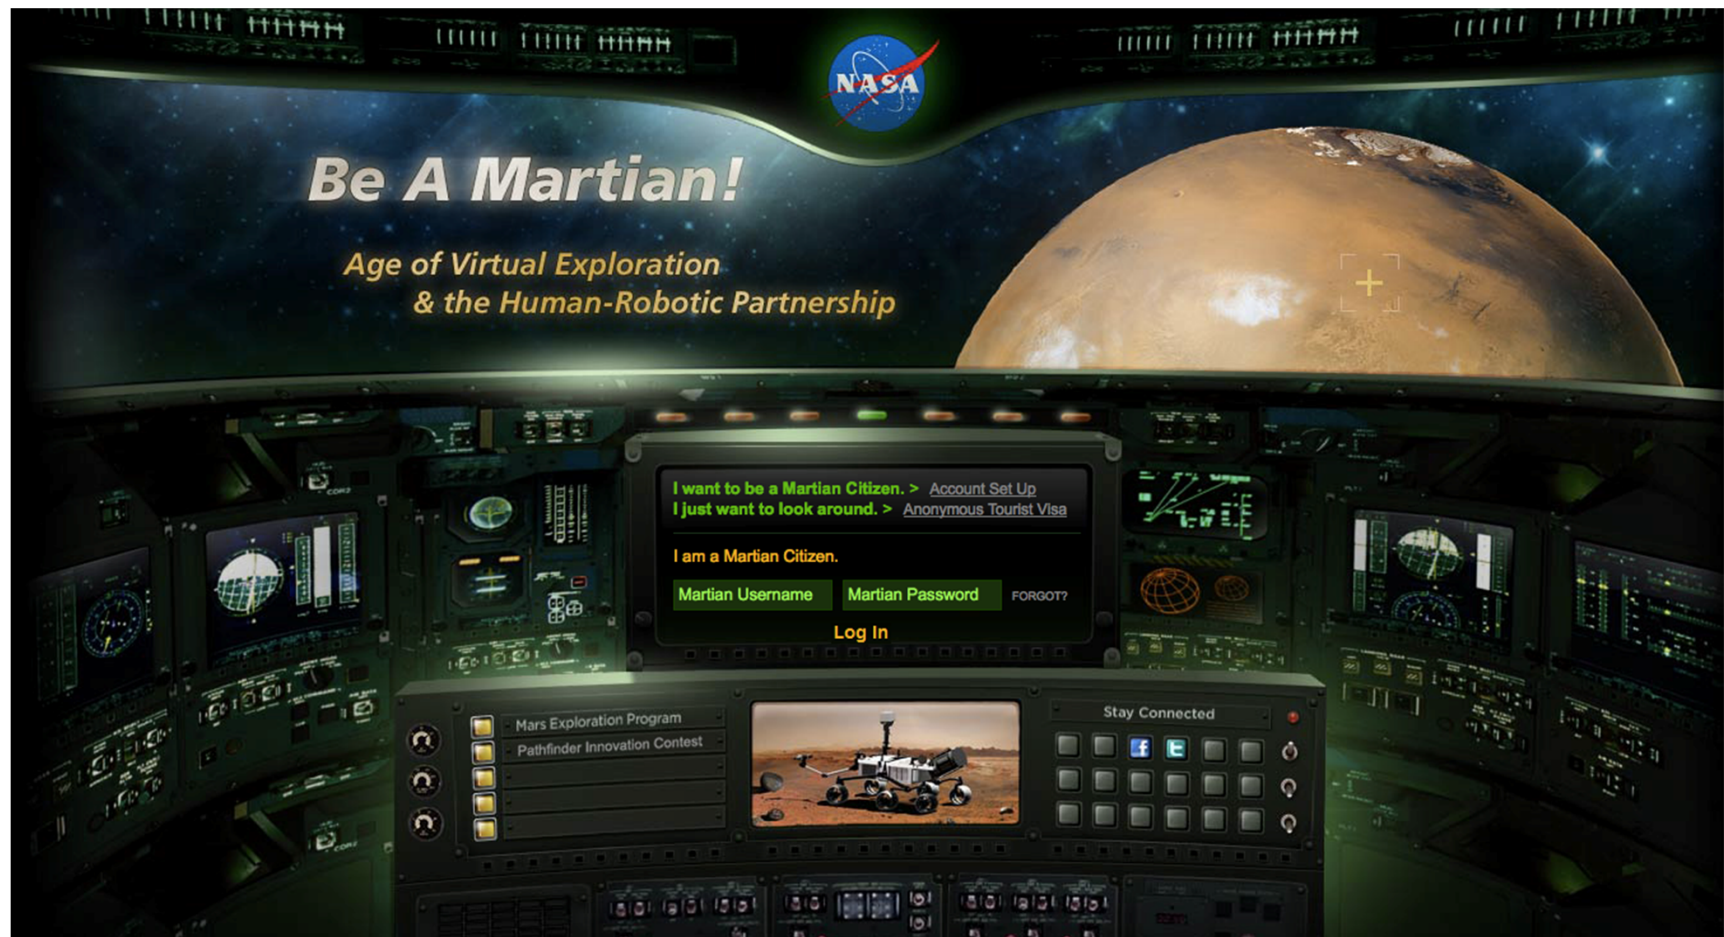 NASA
Be A Martian!
Age of Virtual Exploration
& the Human-Robotic Partnership
I want to be a Martian Citizen. > Account Set Up
I just want to look around. > Anonymous Tourist Visa
I am a Martian Citizen.
Martian Username Martian Password FORGOT?
Log In
Mars Exploration Program
Pathfinder Innovation Contest
Stay Connected